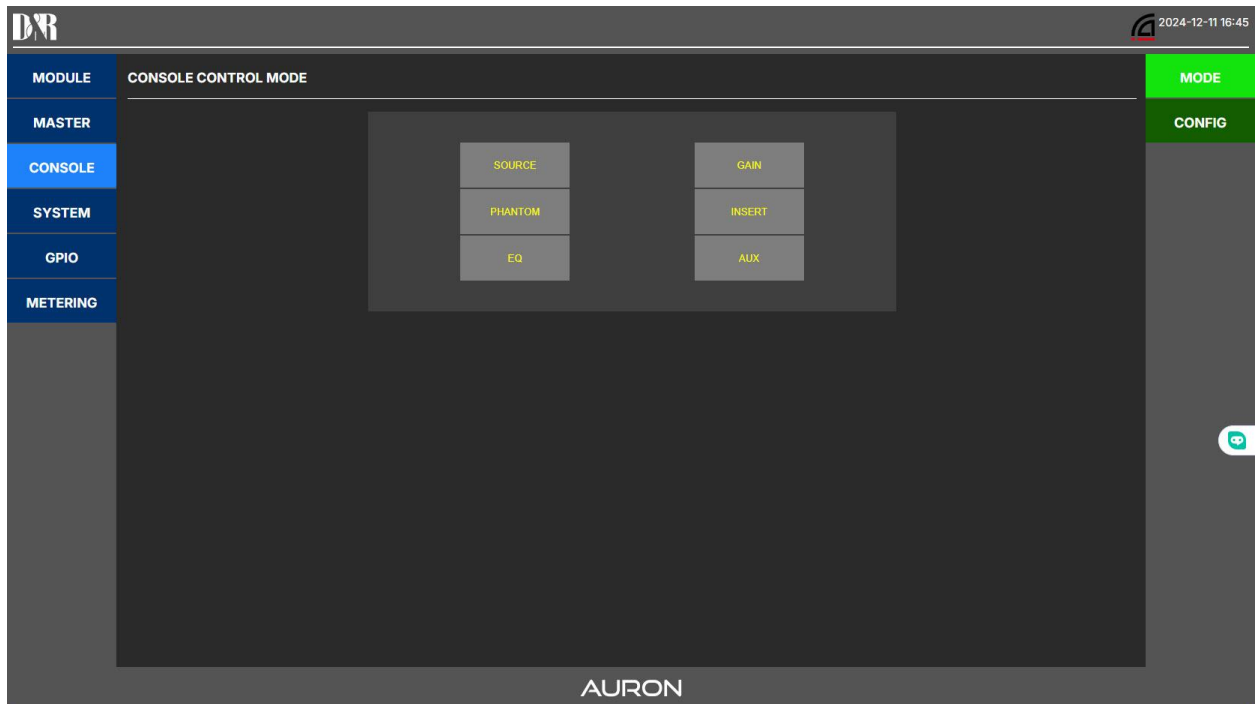 D&R
2024-12-11 16:45
MODULE
CONSOLE CONTROL MODE
MODE
MASTER
CONFIG
CONSOLE
SOURCE
GAIN
SYSTEM
PHANTOM
INSERT
GPIO
EQ
AUX
METERING
AURON